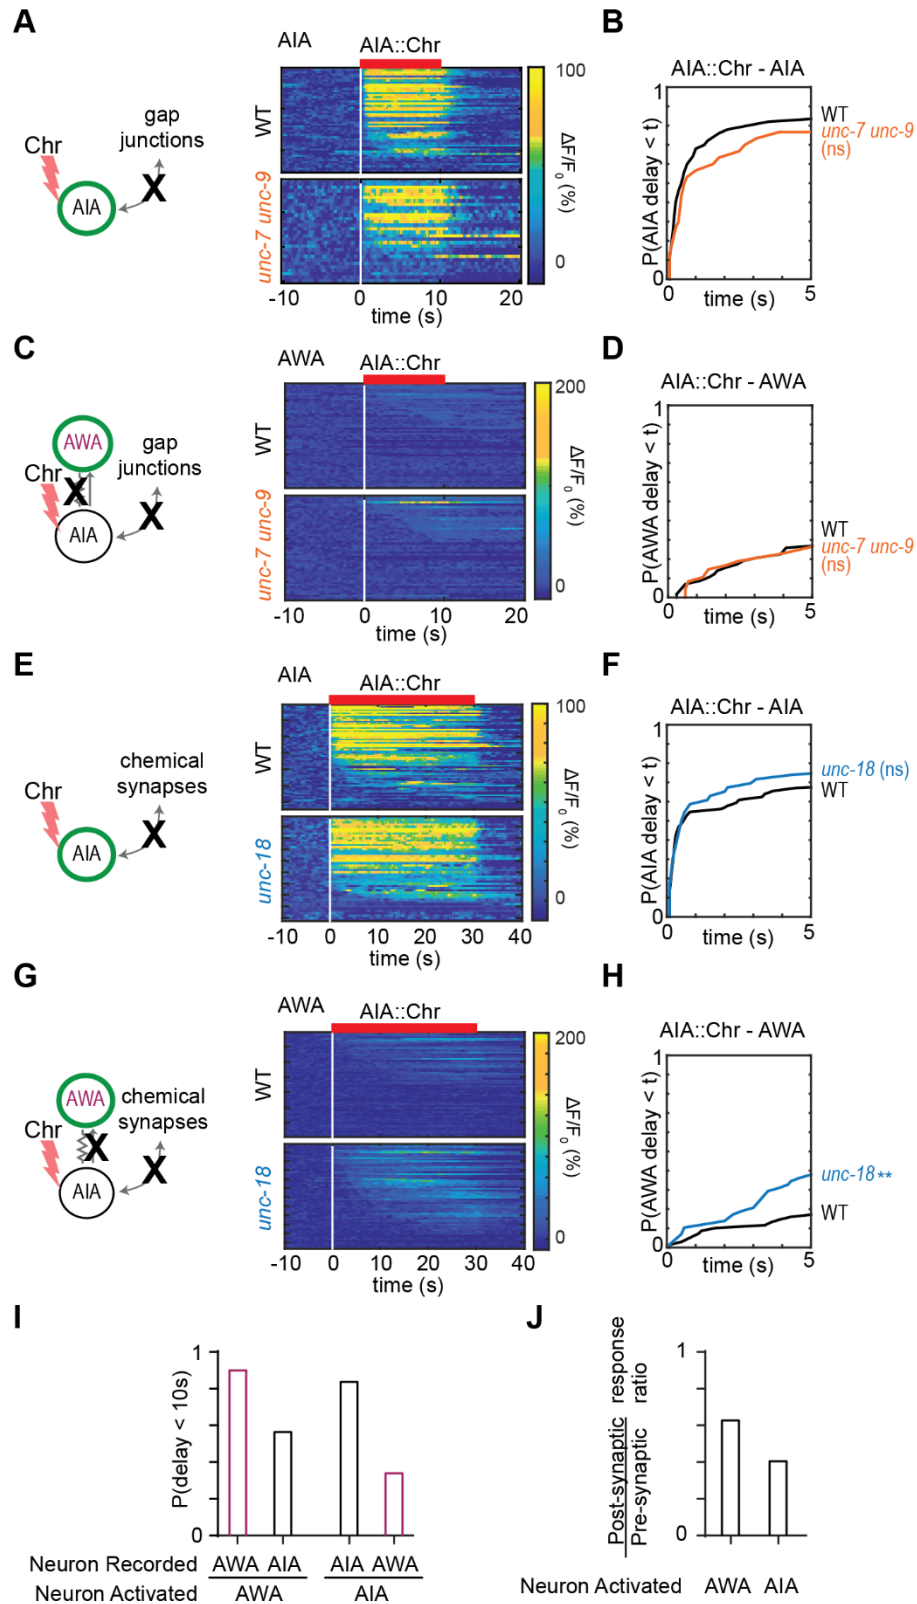 A
AIA
AIA::Chr
gap
junctions
Chr
AIA
X
WT
unc-7 unc-9
100
0
ΔF/F0 (%)
-10 0 10 20
time (s)
B
AIA::Chr - AIA
1
P(AIA delay < t)
0
WT
unc-7 unc-9
(ns)
0 5
time (s)
C
AWA
AIA::Chr
AWA
gap
junctions
Chr
X
X
AIA
WT
unc-7 unc-9
200
0
ΔF/F0 (%)
-10 0 10 20
time (s)
D
AIA::Chr - AWA
1
P(AWA delay < t)
0
WT
unc-7 unc-9
(ns)
0 5
time (s)
E
AIA
AIA::Chr
chemical
synapses
Chr
AIA
X
WT
unc-18
100
0
ΔF/F0 (%)
-10 0 10 20 30 40
time (s)
F
AIA::Chr - AIA
1
P(AIA delay < t)
0
unc-18 (ns)
WT
0 5
time (s)
G
AWA
AIA::Chr
AWA
chemical
synapses
Chr
X
X
AIA
WT
unc-18
200
0
ΔF/F0 (%)
-10 0 10 20 30 40
time (s)
H
AIA::Chr - AWA
1
P(AWA delay < t)
0
unc-18**
WT
0 5
time (s)
I
1
P(delay < 10s)
0
Neuron Recorded AWA AIA AIA AWA
Neuron Activated AWA AIA
J
Post-synaptic
Pre-synaptic
response
ratio
1
0
Neuron Activated AWA AIA